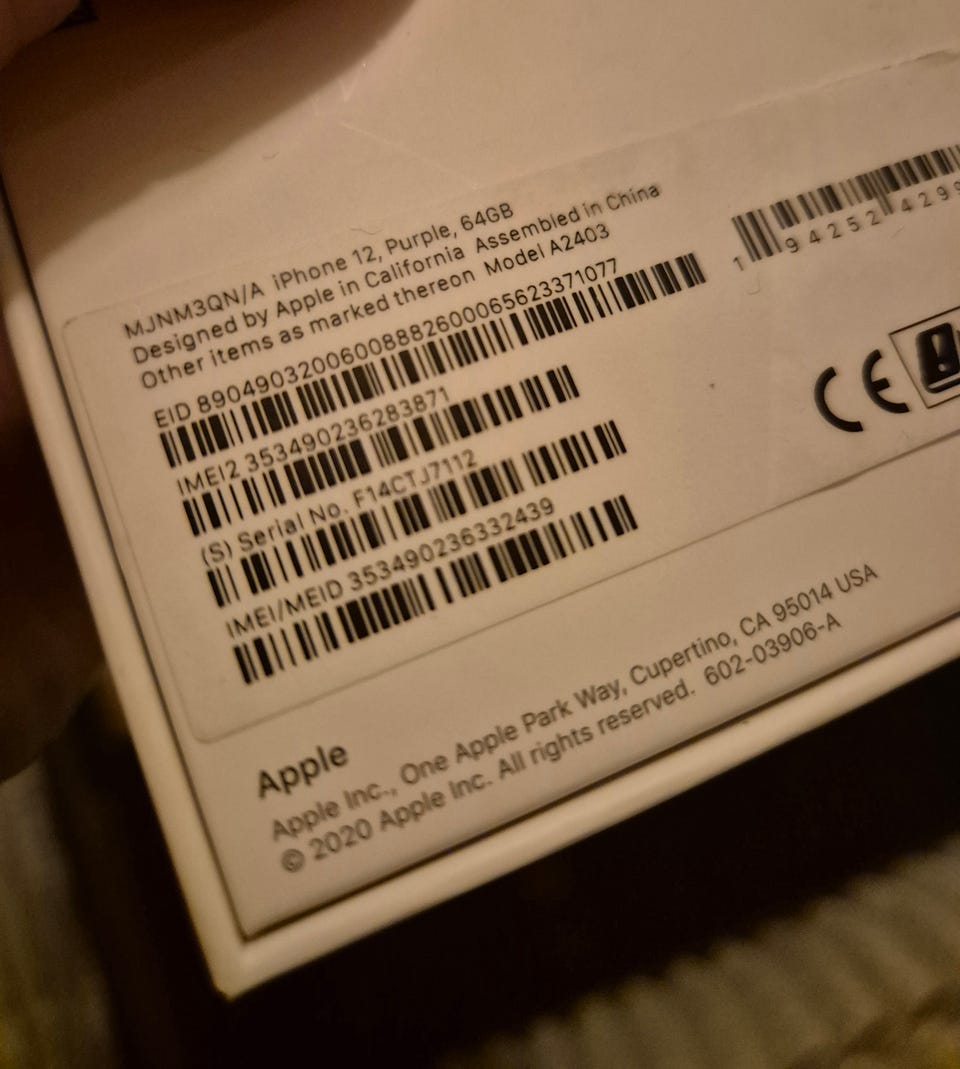 MJNM3QN/A iPhone 12, Purple, 64GB
Designed by Apple in California Assembled in China
Other items as marked thereon Model A2403
EID 89049032006008882600065623371077
IMEI2 353490236283871
(S) Serial No. F14CTJ7112
IMEI/MEID 353490236332439
1 94252 4299
CE
Apple
Apple Inc., One Apple Park Way, Cupertino, CA 95014 USA
© 2020 Apple Inc. All rights reserved. 602-03906-A